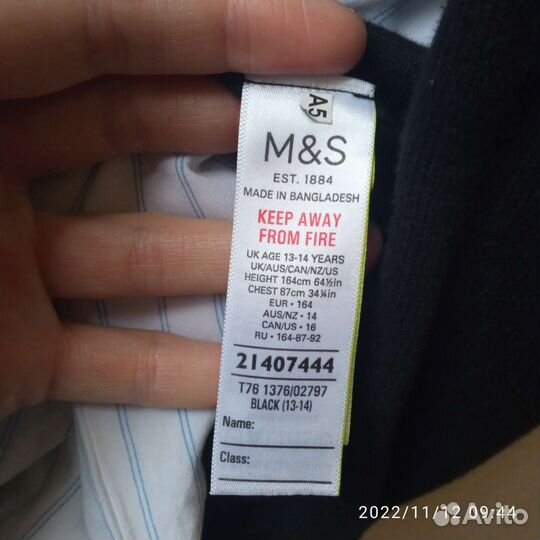 A5
M&S
EST. 1884
MADE IN BANGLADESH
KEEP AWAY
FROM FIRE
UK AGE 13-14 YEARS
UK/AUS/CAN/NZ/US
HEIGHT 164cm 64½in
CHEST 87cm 34¼in
EUR • 164
AUS/NZ • 14
CAN/US • 16
RU • 164-87-92
21407444
T76 1376/02797
BLACK (13-14)
Name:
Class:
2022/11/12 09:44
Avito